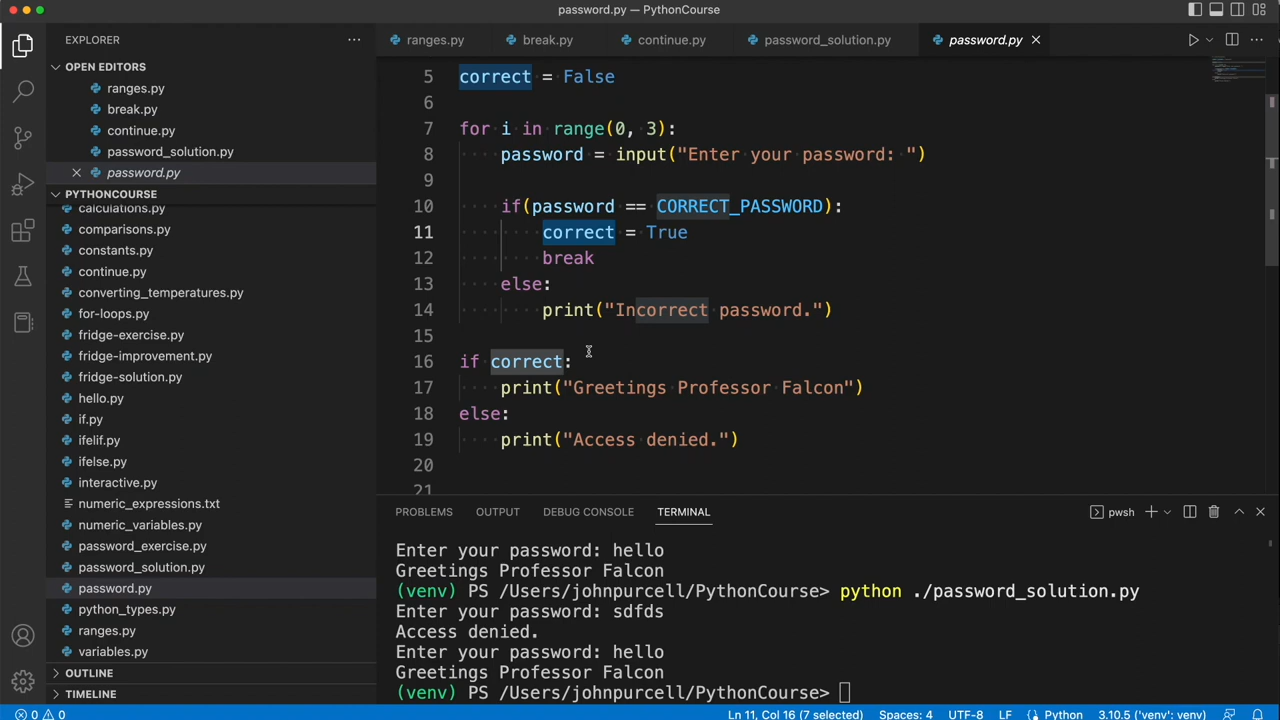 password.py — PythonCourse
EXPLORER
OPEN EDITORS
ranges.py
break.py
continue.py
password_solution.py
password.py
PYTHONCOURSE
calculations.py
comparisons.py
constants.py
continue.py
converting_temperatures.py
for-loops.py
fridge-exercise.py
fridge-improvement.py
fridge-solution.py
hello.py
if.py
ifelif.py
ifelse.py
interactive.py
numeric_expressions.txt
numeric_variables.py
password_exercise.py
password_solution.py
password.py
python_types.py
ranges.py
variables.py
OUTLINE
TIMELINE
ranges.py break.py continue.py password_solution.py password.py
5 correct = False
6
7 for i in range(0, 3):
8 password = input("Enter your password: ")
9
10 if(password == CORRECT_PASSWORD):
11 correct = True
12 break
13 else:
14 print("Incorrect password.")
15
16 if correct:
17 print("Greetings Professor Falcon")
18 else:
19 print("Access denied.")
20
21
PROBLEMS OUTPUT DEBUG CONSOLE TERMINAL pwsh
Enter your password: hello
Greetings Professor Falcon
(venv) PS /Users/johnpurcell/PythonCourse> python ./password_solution.py
Enter your password: sdfds
Access denied.
Enter your password: hello
Greetings Professor Falcon
(venv) PS /Users/johnpurcell/PythonCourse>
0 0 Ln 11, Col 16 (7 selected) Spaces: 4 UTF-8 LF Python 3.10.5 ('venv': venv)